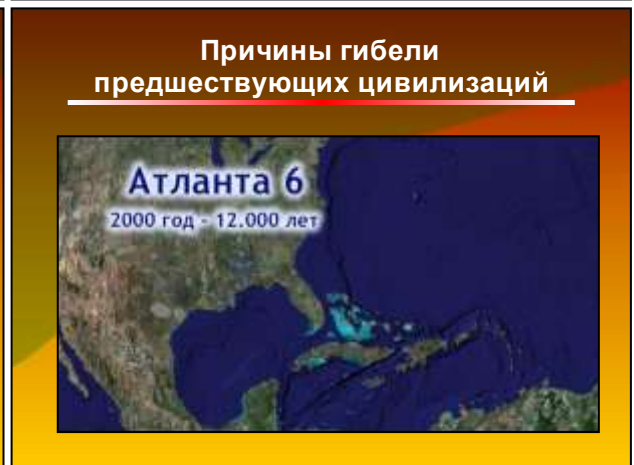 Причины гибели
предшествующих цивилизаций
Атланта 6
2000 год - 12.000 лет